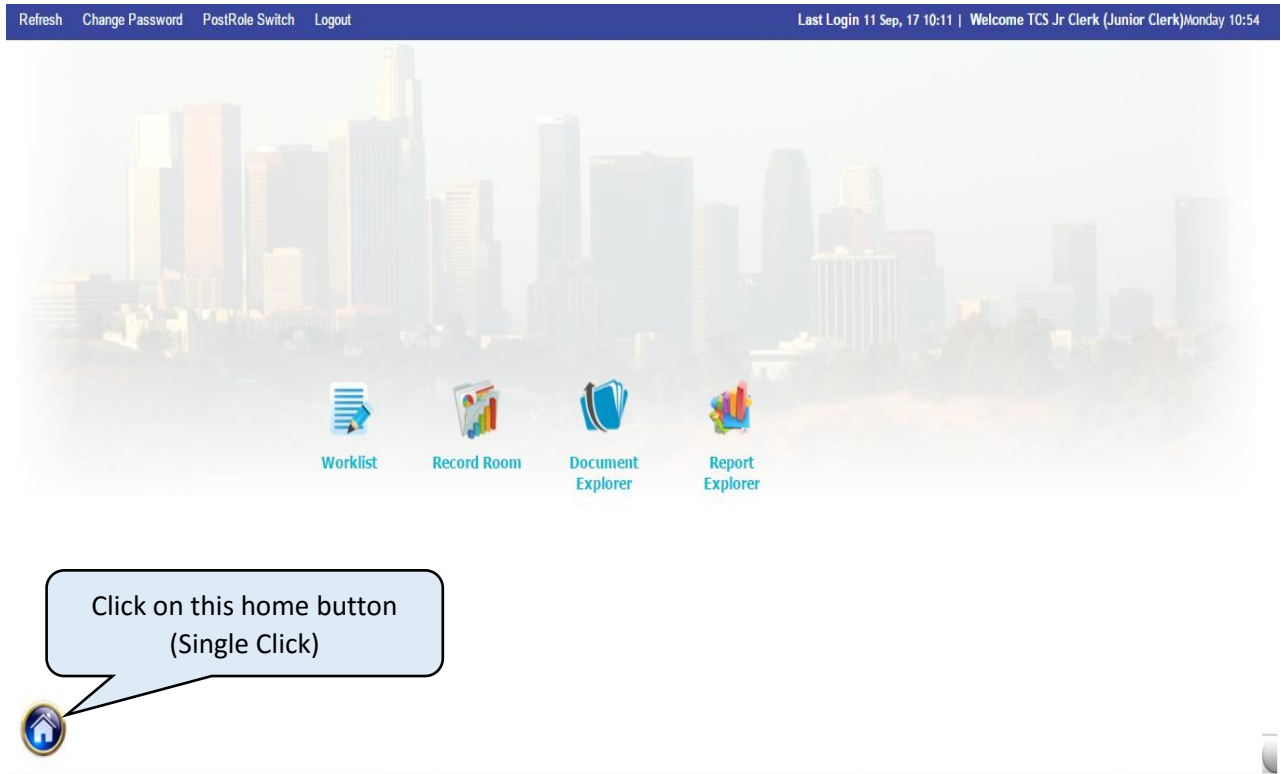 Refresh Change Password PostRole Switch Logout Last Login 11 Sep, 17 10:11 | Welcome TCS Jr Clerk (Junior Clerk)Monday 10:54
Worklist Record Room Document Explorer Report Explorer
Click on this home button
(Single Click)